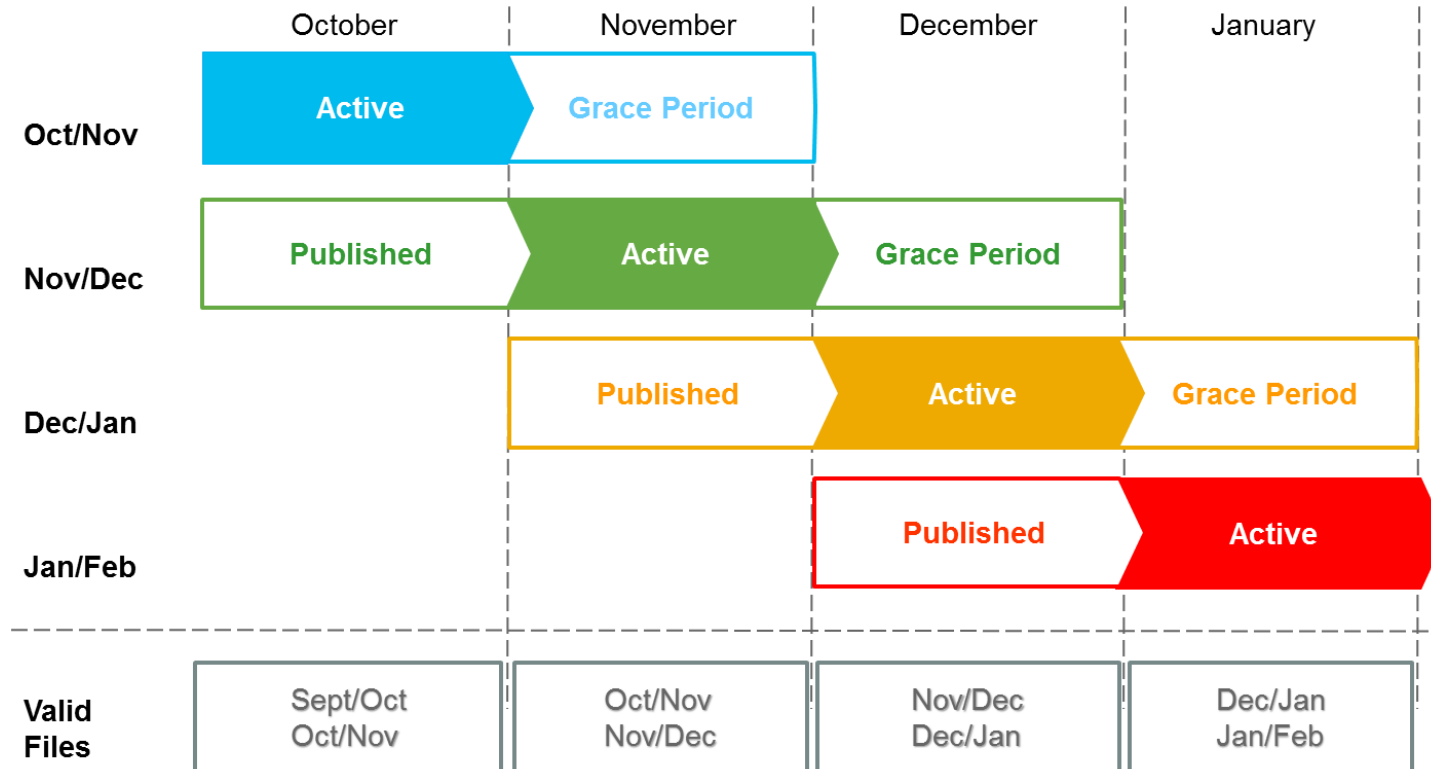 October November December January
Oct/Nov
Active Grace Period
Nov/Dec
Published Active Grace Period
Dec/Jan
Published Active Grace Period
Jan/Feb
Published Active
Valid
Files
Sept/Oct
Oct/Nov
Oct/Nov
Nov/Dec
Nov/Dec
Dec/Jan
Dec/Jan
Jan/Feb